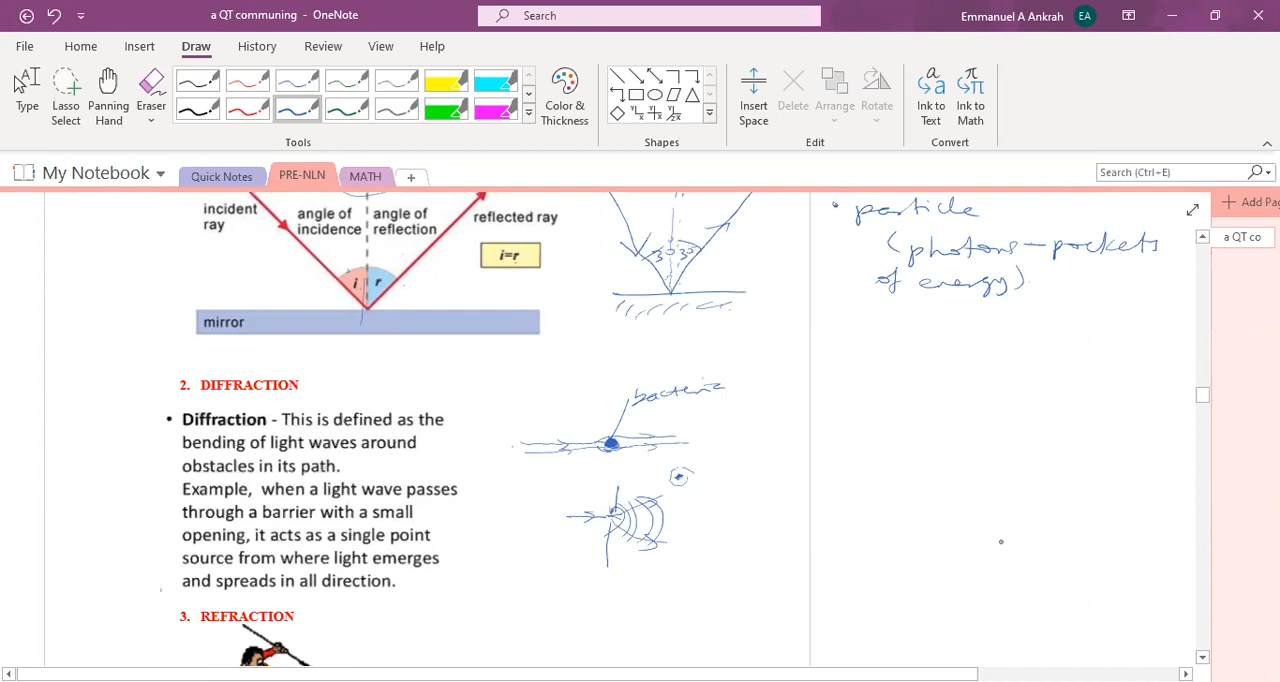 a QT communing - OneNote
Search
Emmanuel A Ankrah
EA
File Home Insert Draw History Review View Help
Type
Lasso Select
Panning Hand
Eraser
Color & Thickness
Insert Space
Delete
Arrange
Rotate
Ink to Text
Ink to Math
Tools
Shapes
Edit
Convert
My Notebook
Quick Notes
PRE-NLN
MATH
Search (Ctrl+E)
Add Pag
a QT co
incident ray
angle of incidence
angle of reflection
reflected ray
i=r
i
r
mirror
30
30
• particle
(photons - packets
of energy)
2. DIFFRACTION
• Diffraction - This is defined as the
bending of light waves around
obstacles in its path.
Example, when a light wave passes
through a barrier with a small
opening, it acts as a single point
source from where light emerges
and spreads in all direction.
bacteria
3. REFRACTION